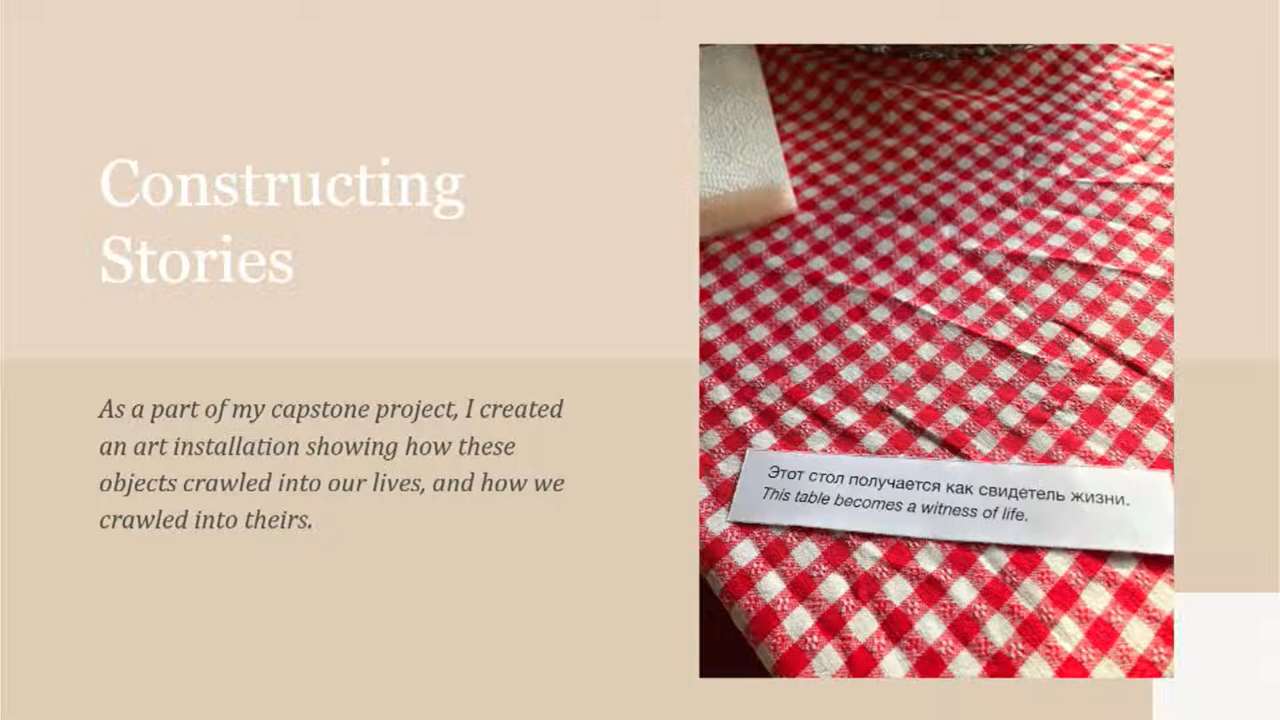 Constructing
Stories
As a part of my capstone project, I created
an art installation showing how these
objects crawled into our lives, and how we
crawled into theirs.
Этот стол получается как свидетель жизни.
This table becomes a witness of life.